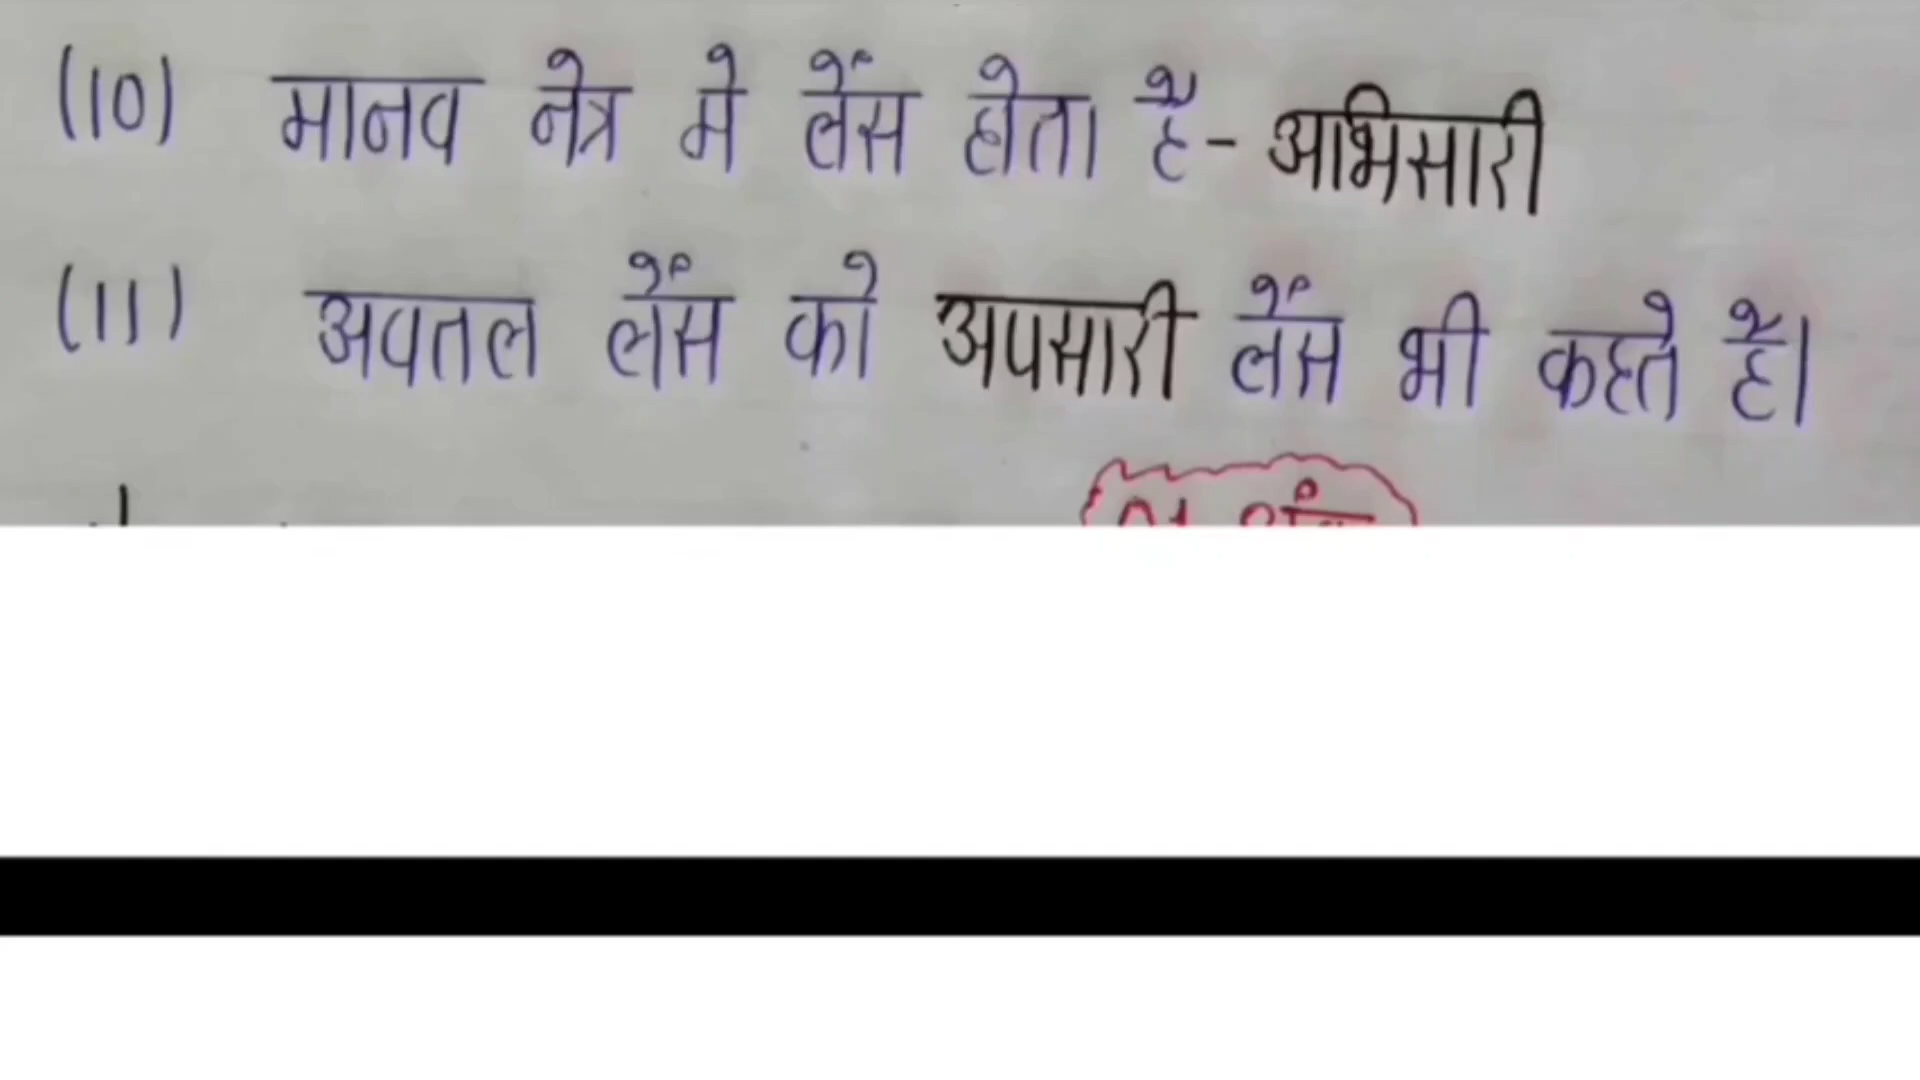 (10) मानव नेत्र मे लेंस होता है- अभिसारी
(11) अवतल लेंस को अपसारी लेंस भी कहते है।